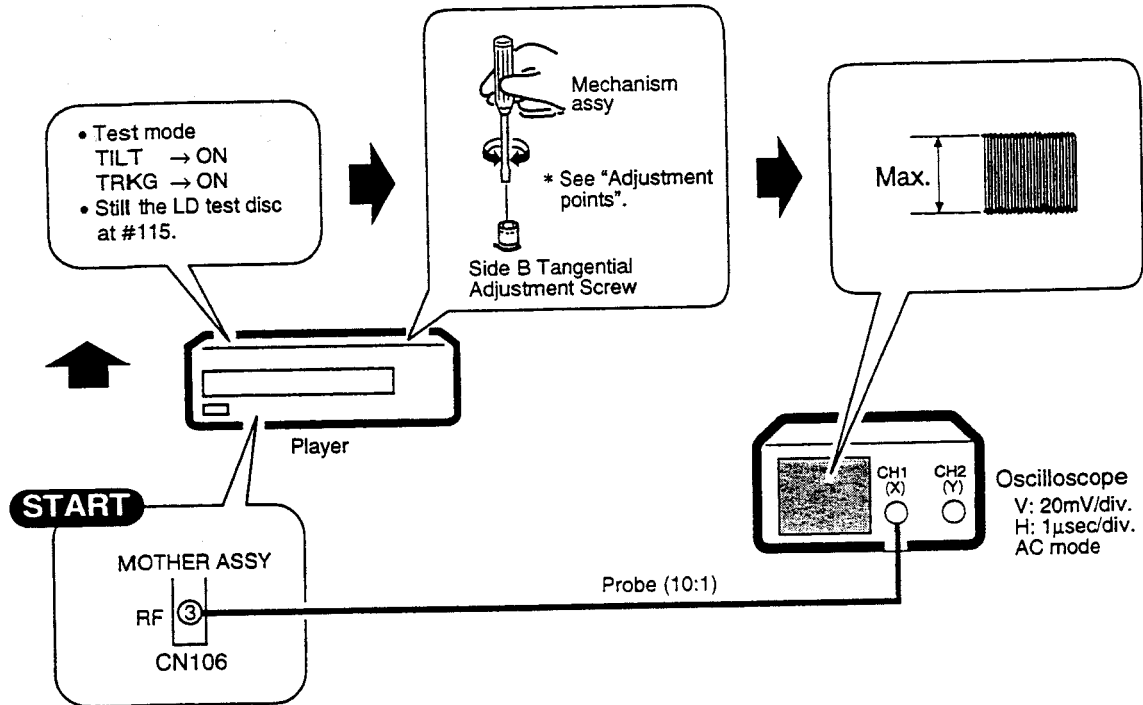 • Test mode
TILT → ON
TRKG → ON
• Still the LD test disc
at #115.
Mechanism
assy
* See "Adjustment
points".
Side B Tangential
Adjustment Screw
Max.
Player
START
MOTHER ASSY
RF ③
CN106
Probe (10:1)
CH1
(X)
CH2
(Y)
Oscilloscope
V: 20mV/div.
H: 1μsec/div.
AC mode